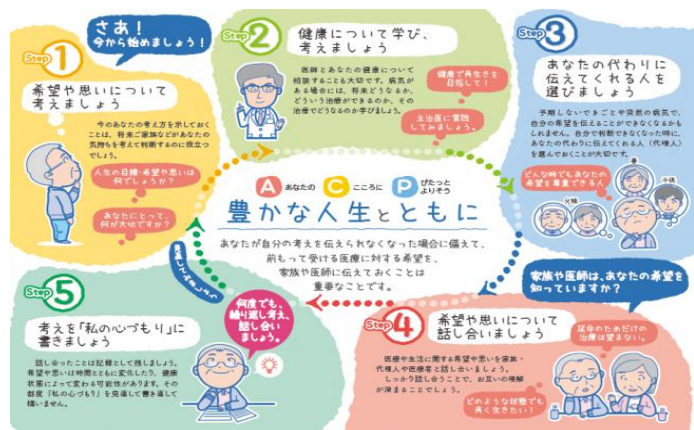 さあ！
今から始めましょう！
Step 1
希望や思いについて
考えましょう
今のあなたの考え方を示しておく
ことは、将来ご家族などがあなたの
気持ちを考えて判断するのに役立つ
でしょう。
人生の目標・希望や思いは
何でしょうか？
あなたにとって、
何が大切ですか？
Step 2
健康について学び、
考えましょう
医師とあなたの健康について
相談することも大切です。病気が
ある場合には、将来どうなるか、
どういう治療ができるのか、その
治療でどうなるのか学びましょう。
健康で長生きを
目指して！
主治医に質問
してみましょう。
Step 3
あなたの代わりに
伝えてくれる人を
選びましょう
予期しないできごとや突然の病気で、
自分の希望を伝えることができなくなるかも
しれません。自分で判断できなくなった時に、
あなたの代わりに伝えてくれる人（代理人）
を選んでおくことが大切です。
どんな時でもあなたの
希望を尊重できる人
妻
子供
兄妹
A あなたの C こころに P ぴたっと
よりそう
豊かな人生とともに
あなたが自分の考えを伝えられなくなった場合に備えて、
前もって受ける医療に対する希望を、
家族や医師に伝えておくことは
重要なことです。
家族や医師は、あなたの希望を
知っていますか？
Step 4
希望や思いについて
話し合いましょう
医療や生活に関する希望や思いを家族・
代理人や医療者と話し合いましょう。
しっかり話し合うことで、お互いの理解
が深まることでしょう。
延命のためだけの
治療は望まない。
どのような状態でも
長く生きたい！
Step 5
考えを「私の心づもり」に
書きましょう
話し合ったことは記録として残しましょう。
希望や思いは時間とともに変化したり、健康
状態によって変わる可能性があります。その
都度「私の心づもり」を見直して書き直して
構いません。
何度でも、
繰り返し考え、
話し合い
ましょう。